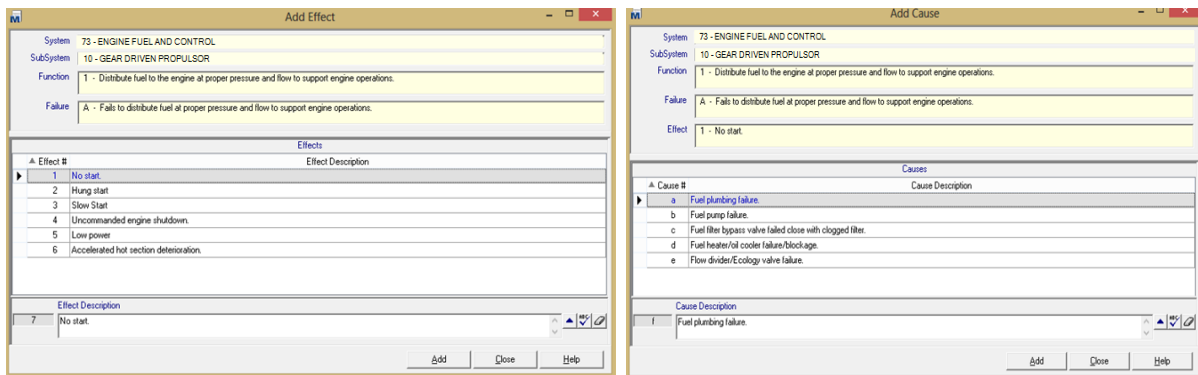 Add Effect
System 73 - ENGINE FUEL AND CONTROL
SubSystem 10 - GEAR DRIVEN PROPULSOR
Function 1 - Distribute fuel to the engine at proper pressure and flow to support engine operations.
Failure A - Fails to distribute fuel at proper pressure and flow to support engine operations.
Effects
Effect # Effect Description
1 No start.
2 Hung start
3 Slow Start
4 Uncommanded engine shutdown.
5 Low power
6 Accelerated hot section deterioration.
Effect Description
7 No start.
Add Close Help
Add Cause
System 73 - ENGINE FUEL AND CONTROL
SubSystem 10 - GEAR DRIVEN PROPULSOR
Function 1 - Distribute fuel to the engine at proper pressure and flow to support engine operations.
Failure A - Fails to distribute fuel at proper pressure and flow to support engine operations.
Effect 1 - No start.
Causes
Cause # Cause Description
a Fuel plumbing failure.
b Fuel pump failure.
c Fuel filter bypass valve failed close with clogged filter.
d Fuel heater/oil cooler failure/blockage.
e Flow divider/Ecology valve failure.
Cause Description
f Fuel plumbing failure.
Add Close Help